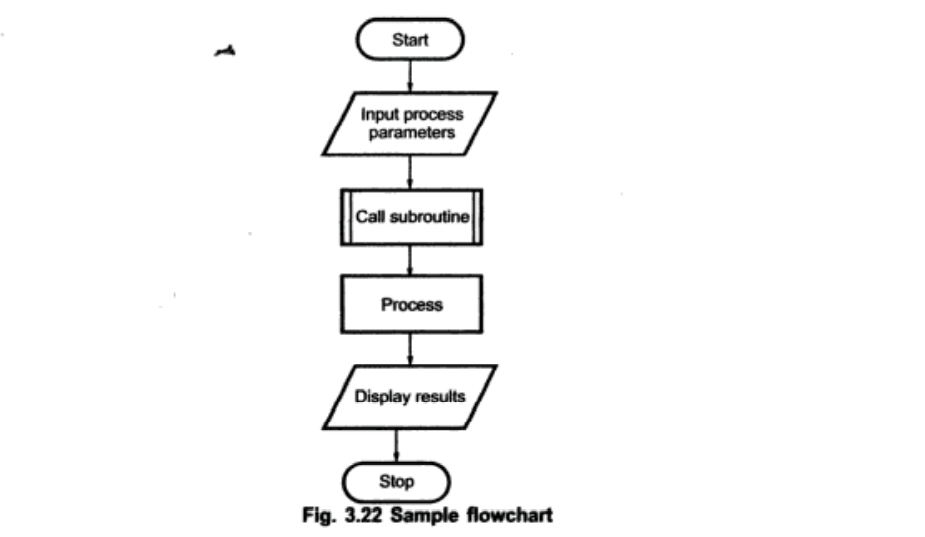 Start
Input process
parameters
Call subroutine
Process
Display results
Stop
Fig. 3.22 Sample flowchart